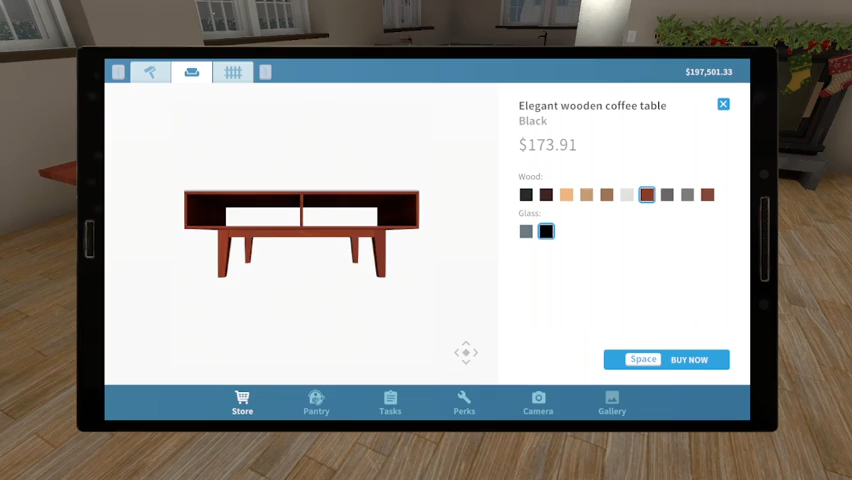 $197,501.33
Elegant wooden coffee table
Black
$173.91
Wood:
Glass:
Space BUY NOW
Store Pantry Tasks Perks Camera Gallery